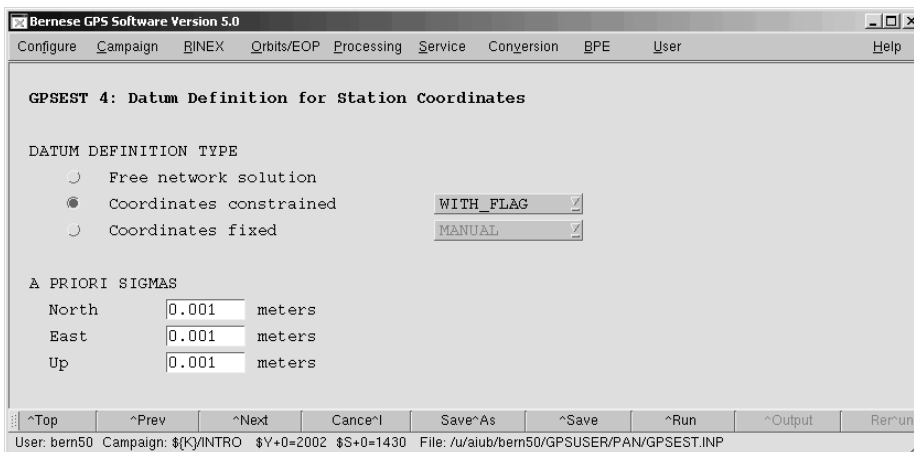 Bernese GPS Software Version 5.0
Configure Campaign RINEX Orbits/EOP Processing Service Conversion BPE User Help
GPSEST 4: Datum Definition for Station Coordinates
DATUM DEFINITION TYPE
Free network solution
Coordinates constrained WITH_FLAG
Coordinates fixed MANUAL
A PRIORI SIGMAS
North 0.001 meters
East 0.001 meters
Up 0.001 meters
^Top ^Prev ^Next Cance^l Save^As ^Save ^Run ^Output Rer^un
User: bern50 Campaign: ${K}/INTRO $Y+0=2002 $S+0=1430 File: /u/aiub/bern50/GPSUSER/PAN/GPSEST.INP